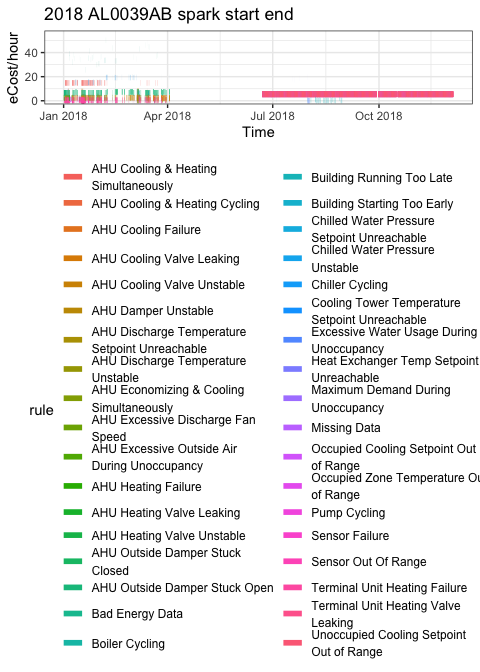 2018 AL0039AB spark start end
eCost/hour
40
20
0
Jan 2018
Apr 2018
Jul 2018
Oct 2018
Time
rule
AHU Cooling & Heating
Simultaneously
AHU Cooling & Heating Cycling
AHU Cooling Failure
AHU Cooling Valve Leaking
AHU Cooling Valve Unstable
AHU Damper Unstable
AHU Discharge Temperature
Setpoint Unreachable
AHU Discharge Temperature
Unstable
AHU Economizing & Cooling
Simultaneously
AHU Excessive Discharge Fan
Speed
AHU Excessive Outside Air
During Unoccupancy
AHU Heating Failure
AHU Heating Valve Leaking
AHU Heating Valve Unstable
AHU Outside Damper Stuck
Closed
AHU Outside Damper Stuck Open
Bad Energy Data
Boiler Cycling
Building Running Too Late
Building Starting Too Early
Chilled Water Pressure
Setpoint Unreachable
Chilled Water Pressure
Unstable
Chiller Cycling
Cooling Tower Temperature
Setpoint Unreachable
Excessive Water Usage During
Unoccupancy
Heat Exchanger Temp Setpoint
Unreachable
Maximum Demand During
Unoccupancy
Missing Data
Occupied Cooling Setpoint Out
of Range
Occupied Zone Temperature Ou
of Range
Pump Cycling
Sensor Failure
Sensor Out Of Range
Terminal Unit Heating Failure
Terminal Unit Heating Valve
Leaking
Unoccupied Cooling Setpoint
Out of Range